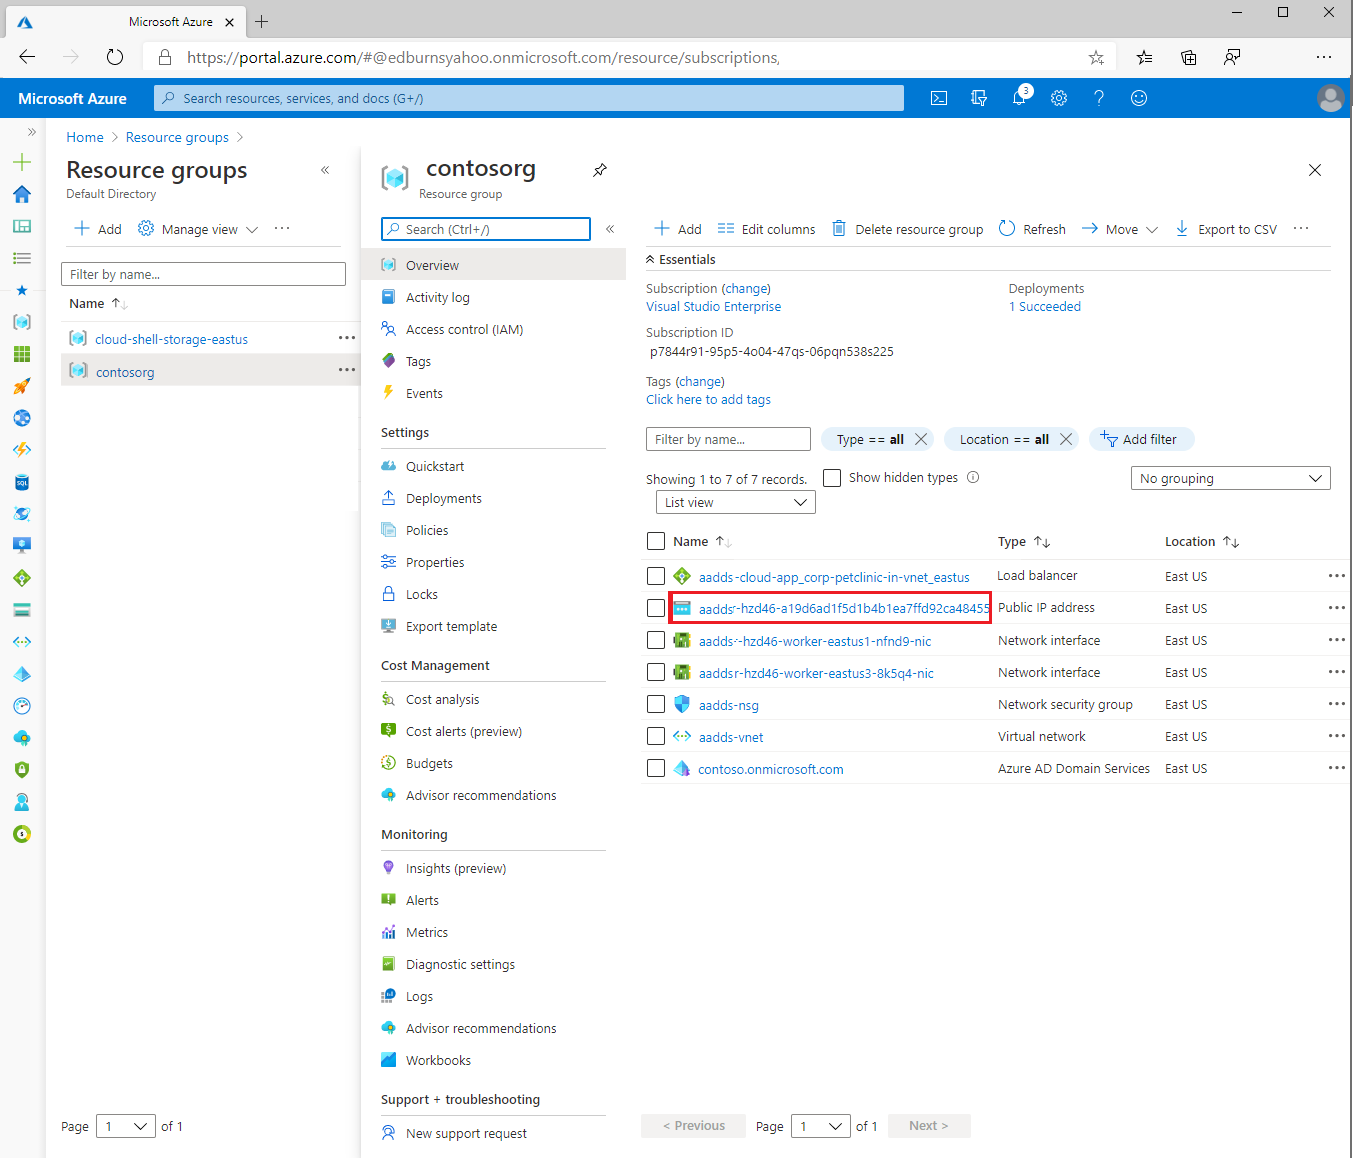 Microsoft Azure
https://portal.azure.com/#@edburnsyahoo.onmicrosoft.com/resource/subscriptions,
Microsoft Azure
Search resources, services, and docs (G+/)
3
Home > Resource groups >
Resource groups
Default Directory
Add
Manage view
Filter by name...
Name
cloud-shell-storage-eastus
contosorg
Page 1 of 1
contosorg
Resource group
Search (Ctrl+/)
Overview
Activity log
Access control (IAM)
Tags
Events
Settings
Quickstart
Deployments
Policies
Properties
Locks
Export template
Cost Management
Cost analysis
Cost alerts (preview)
Budgets
Advisor recommendations
Monitoring
Insights (preview)
Alerts
Metrics
Diagnostic settings
Logs
Advisor recommendations
Workbooks
Support + troubleshooting
New support request
Add Edit columns Delete resource group Refresh Move Export to CSV
Essentials
Subscription (change)
Visual Studio Enterprise
Deployments
1 Succeeded
Subscription ID
p7844r91-95p5-4o04-47qs-06pqn538s225
Tags (change)
Click here to add tags
Filter by name... Type == all Location == all Add filter
Showing 1 to 7 of 7 records. Show hidden types No grouping
List view
Name Type Location
aadds-cloud-app_corp-petclinic-in-vnet_eastus Load balancer East US
aadds-hzd46-a19d6ad1f5d1b4b1ea7ffd92ca48455 Public IP address East US
aadds-hzd46-worker-eastus1-nfnd9-nic Network interface East US
aaddsr-hzd46-worker-eastus3-8k5q4-nic Network interface East US
aadds-nsg Network security group East US
aadds-vnet Virtual network East US
contoso.onmicrosoft.com Azure AD Domain Services East US
< Previous Page 1 of 1 Next >